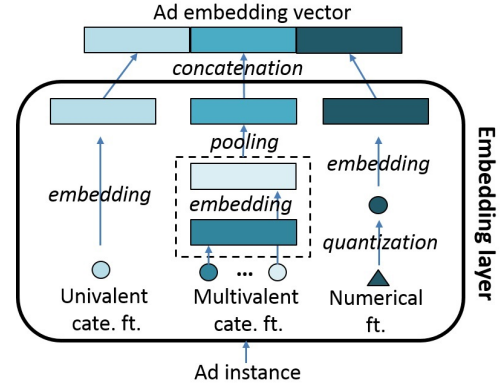 Ad embedding vector
concatenation
pooling
embedding
embedding
embedding
quantization
...
Univalent
cate. ft.
Multivalent
cate. ft.
Numerical
ft.
Embedding layer
Ad instance